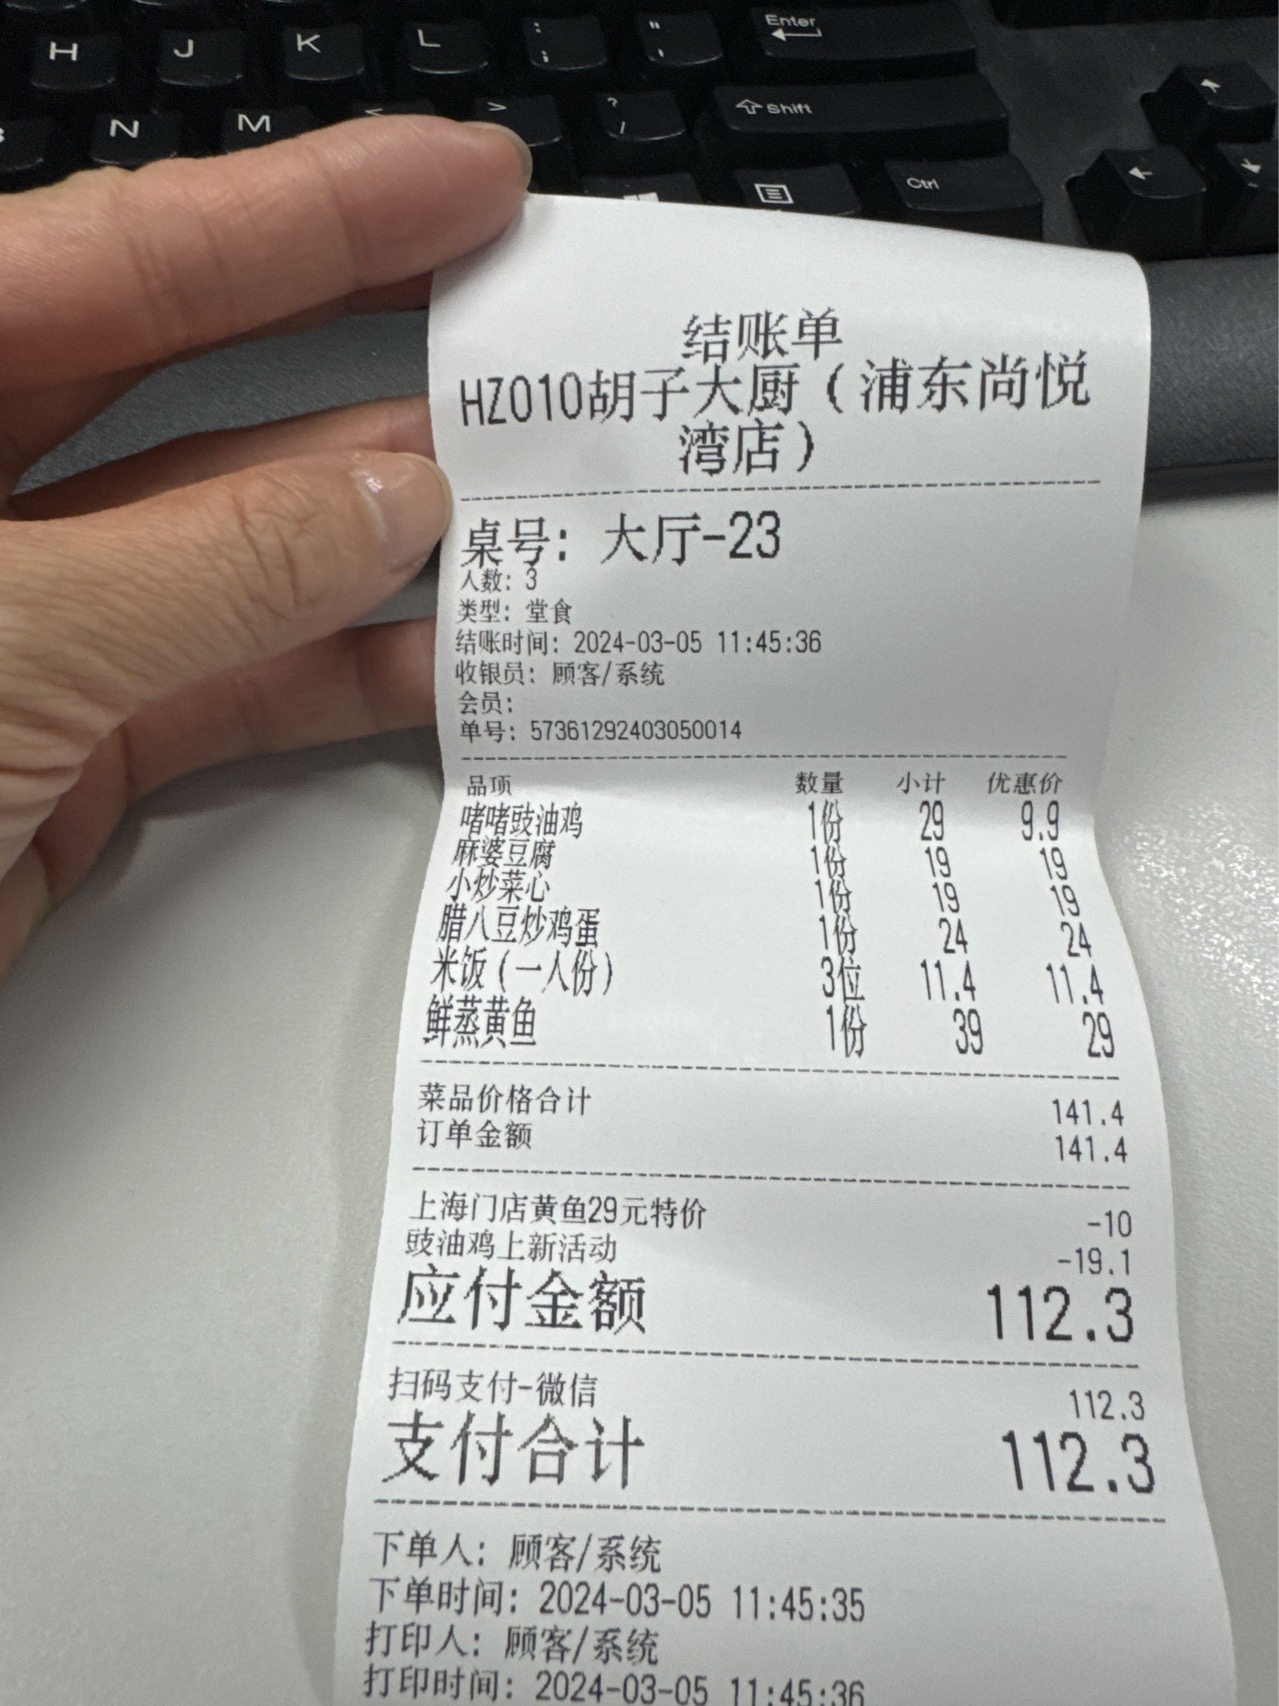 H J K L : ; " ' Enter
N M < > ? / Shift
Ctrl
结账单
HZ010胡子大厨（浦东尚悦
湾店）
桌号：大厅-23
人数：3
类型：堂食
结账时间：2024-03-05 11:45:36
收银员：顾客/系统
会员：
单号：57361292403050014
品项 数量 小计 优惠价
啫啫豉油鸡 1份 29 9.9
麻婆豆腐 1份 19 19
小炒菜心 1份 19 19
腊八豆炒鸡蛋 1份 24 24
米饭（一人份） 3位 11.4 11.4
鲜蒸黄鱼 1份 39 29
菜品价格合计 141.4
订单金额 141.4
上海门店黄鱼29元特价 -10
豉油鸡上新活动 -19.1
应付金额 112.3
扫码支付-微信 112.3
支付合计 112.3
下单人：顾客/系统
下单时间：2024-03-05 11:45:35
打印人：顾客/系统
打印时间：2024-03-05 11:45:36